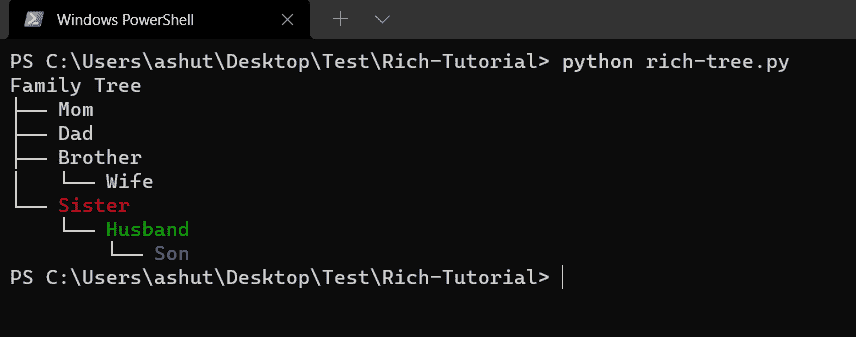 Windows PowerShell
PS C:\Users\ashut\Desktop\Test\Rich-Tutorial> python rich-tree.py
Family Tree
├── Mom
├── Dad
├── Brother
│   └── Wife
└── Sister
    └── Husband
        └── Son
PS C:\Users\ashut\Desktop\Test\Rich-Tutorial>